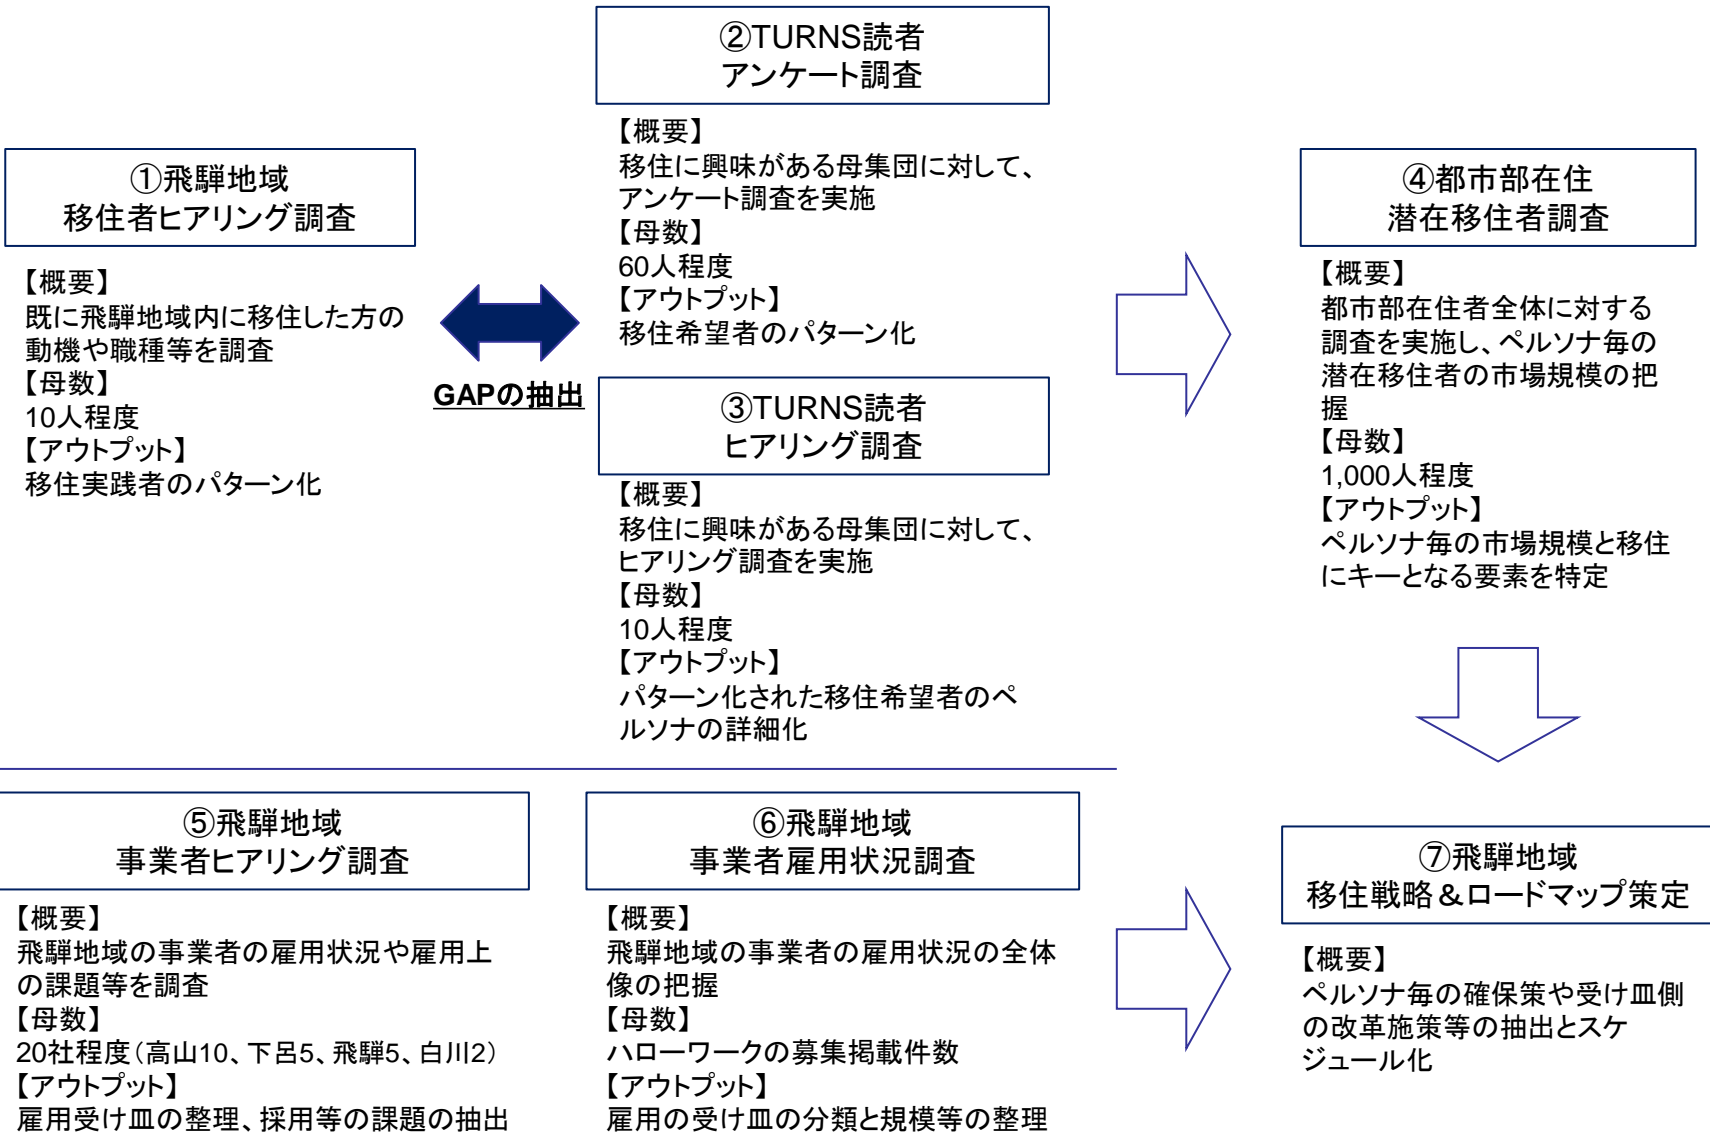 ①飛騨地域
移住者ヒアリング調査
【概要】
既に飛騨地域内に移住した方の
動機や職種等を調査
【母数】
10人程度
【アウトプット】
移住実践者のパターン化
GAPの抽出
②TURNS読者
アンケート調査
【概要】
移住に興味がある母集団に対して、
アンケート調査を実施
【母数】
60人程度
【アウトプット】
移住希望者のパターン化
③TURNS読者
ヒアリング調査
【概要】
移住に興味がある母集団に対して、
ヒアリング調査を実施
【母数】
10人程度
【アウトプット】
パターン化された移住希望者のペ
ルソナの詳細化
④都市部在住
潜在移住者調査
【概要】
都市部在住者全体に対する
調査を実施し、ペルソナ毎の
潜在移住者の市場規模の把
握
【母数】
1,000人程度
【アウトプット】
ペルソナ毎の市場規模と移住
にキーとなる要素を特定
⑤飛騨地域
事業者ヒアリング調査
【概要】
飛騨地域の事業者の雇用状況や雇用上
の課題等を調査
【母数】
20社程度（高山10、下呂5、飛騨5、白川2）
【アウトプット】
雇用受け皿の整理、採用等の課題の抽出
⑥飛騨地域
事業者雇用状況調査
【概要】
飛騨地域の事業者の雇用状況の全体
像の把握
【母数】
ハローワークの募集掲載件数
【アウトプット】
雇用の受け皿の分類と規模等の整理
⑦飛騨地域
移住戦略＆ロードマップ策定
【概要】
ペルソナ毎の確保策や受け皿側
の改革施策等の抽出とスケ
ジュール化